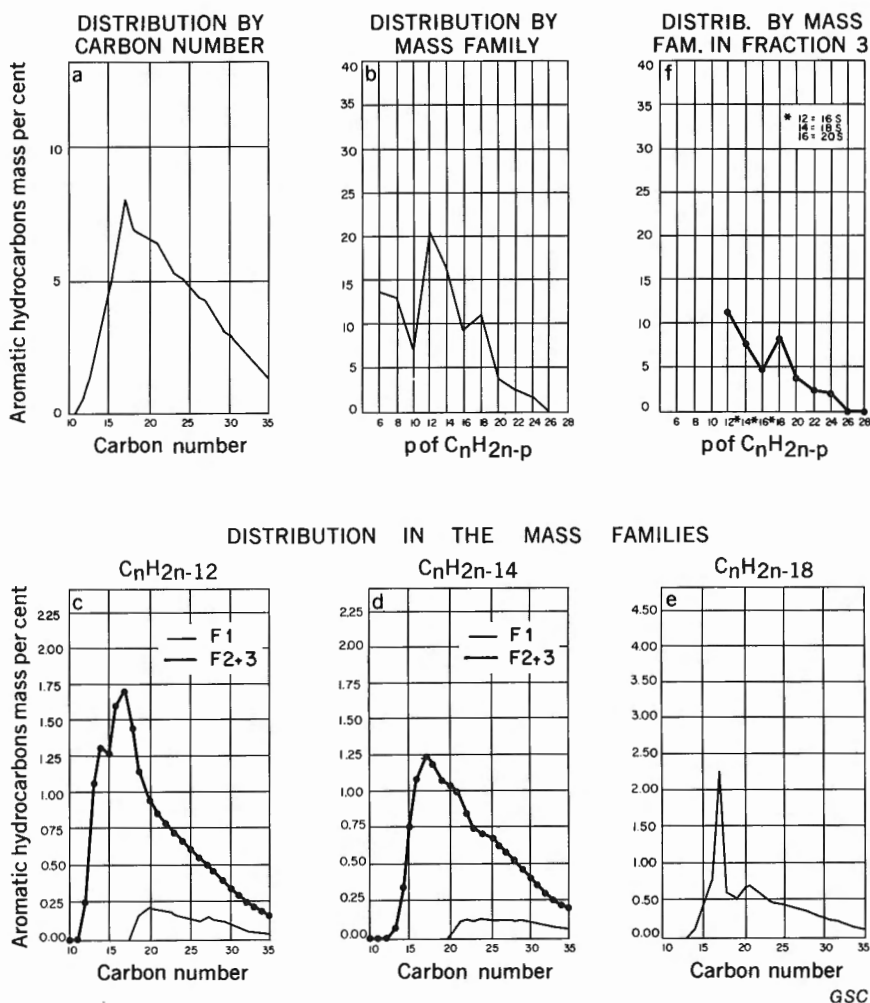 DISTRIBUTION BY
CARBON NUMBER
DISTRIBUTION BY
MASS FAMILY
DISTRIB. BY MASS
FAM. IN FRACTION 3
a
10
5
0
10 15 20 25 30 35
Carbon number
Aromatic hydrocarbons mass per cent
b
40
35
30
25
20
15
10
5
0
6 8 10 12 14 16 18 20 22 24 26 28
p of CnH2n-p
f
* 12 = 16 S
14 = 18 S
16 = 20 S
40
35
30
25
20
15
10
5
0
6 8 10 12* 14* 16* 18 20 22 24 26 28
p of CnH2n-p
DISTRIBUTION IN THE MASS FAMILIES
CnH2n-12
c
F1
F2+3
2.25
2.00
1.75
1.50
1.25
1.00
0.75
0.50
0.25
0.00
10 15 20 25 30 35
Carbon number
Aromatic hydrocarbons mass per cent
CnH2n-14
d
F1
F2+3
2.25
2.00
1.75
1.50
1.25
1.00
0.75
0.50
0.25
0.00
10 15 20 25 30 35
Carbon number
CnH2n-18
e
4.50
4.00
3.50
3.00
2.50
2.00
1.50
1.00
0.50
0.00
10 15 20 25 30 35
Carbon number
GSC